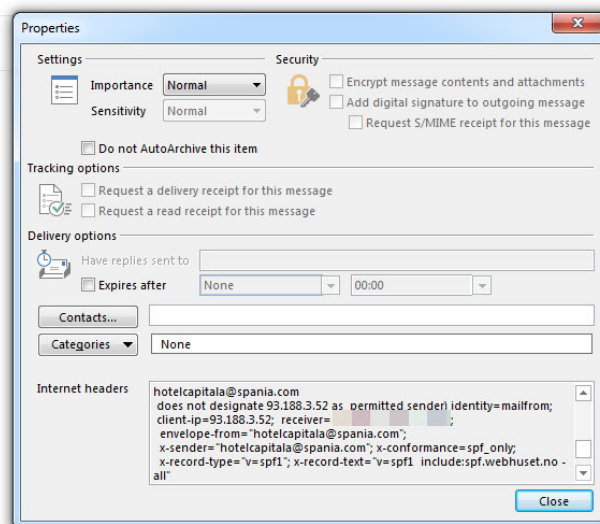 Properties
Settings
Security
Importance
Normal
Encrypt message contents and attachments
Sensitivity
Normal
Add digital signature to outgoing message
Request S/MIME receipt for this message
Do not AutoArchive this item
Tracking options
Request a delivery receipt for this message
Request a read receipt for this message
Delivery options
Have replies sent to
Expires after
None
00:00
Contacts...
Categories
None
Internet headers
hotelcapitala@spania.com
does not designate 93.188.3.52 as permitted sender) identity=mailfrom;
client-ip=93.188.3.52; receiver= ;
envelope-from="hotelcapitala@spania.com";
x-sender="hotelcapitala@spania.com"; x-conformance=spf_only;
x-record-type="v=spf1"; x-record-text="v=spf1 include:spf.webhuset.no -
all"
Close